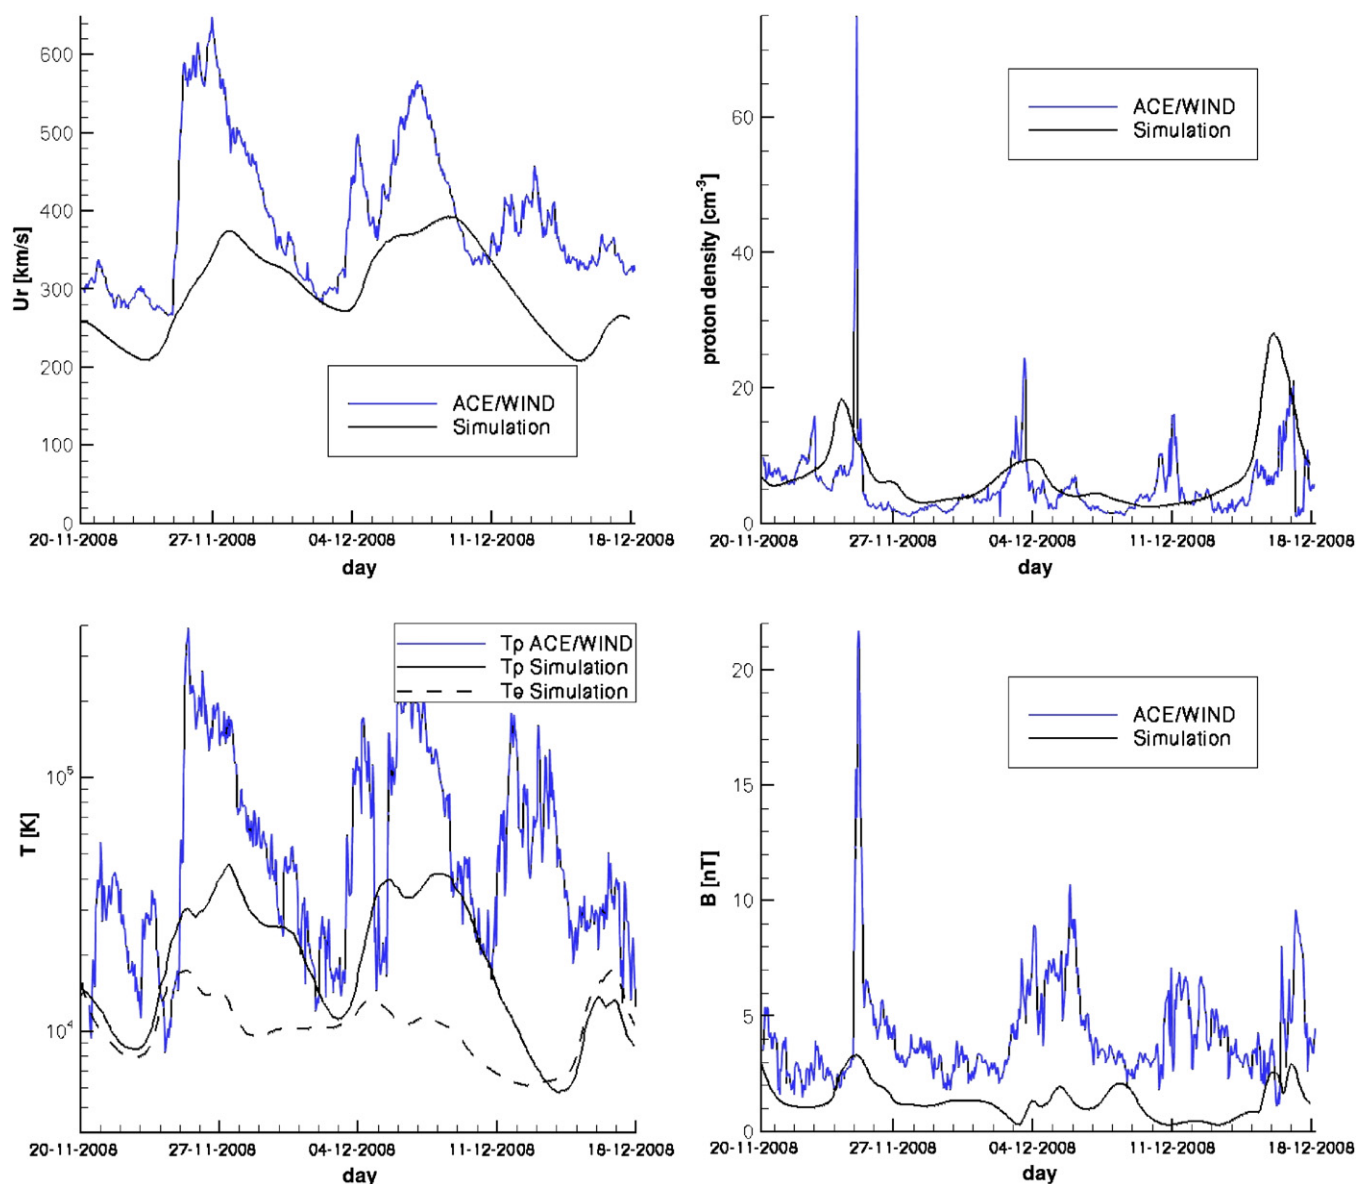 600
500
400
300
200
100
0
Ur [km/s]
ACE/WIND
Simulation
20-11-2008 27-11-2008 04-12-2008 11-12-2008 18-12-2008
day
60
40
20
0
proton density [cm⁻³]
ACE/WIND
Simulation
20-11-2008 27-11-2008 04-12-2008 11-12-2008 18-12-2008
day
10⁵
10⁴
T [K]
Tp ACE/WIND
Tp Simulation
Te Simulation
20-11-2008 27-11-2008 04-12-2008 11-12-2008 18-12-2008
day
20
15
10
5
0
B [nT]
ACE/WIND
Simulation
20-11-2008 27-11-2008 04-12-2008 11-12-2008 18-12-2008
day